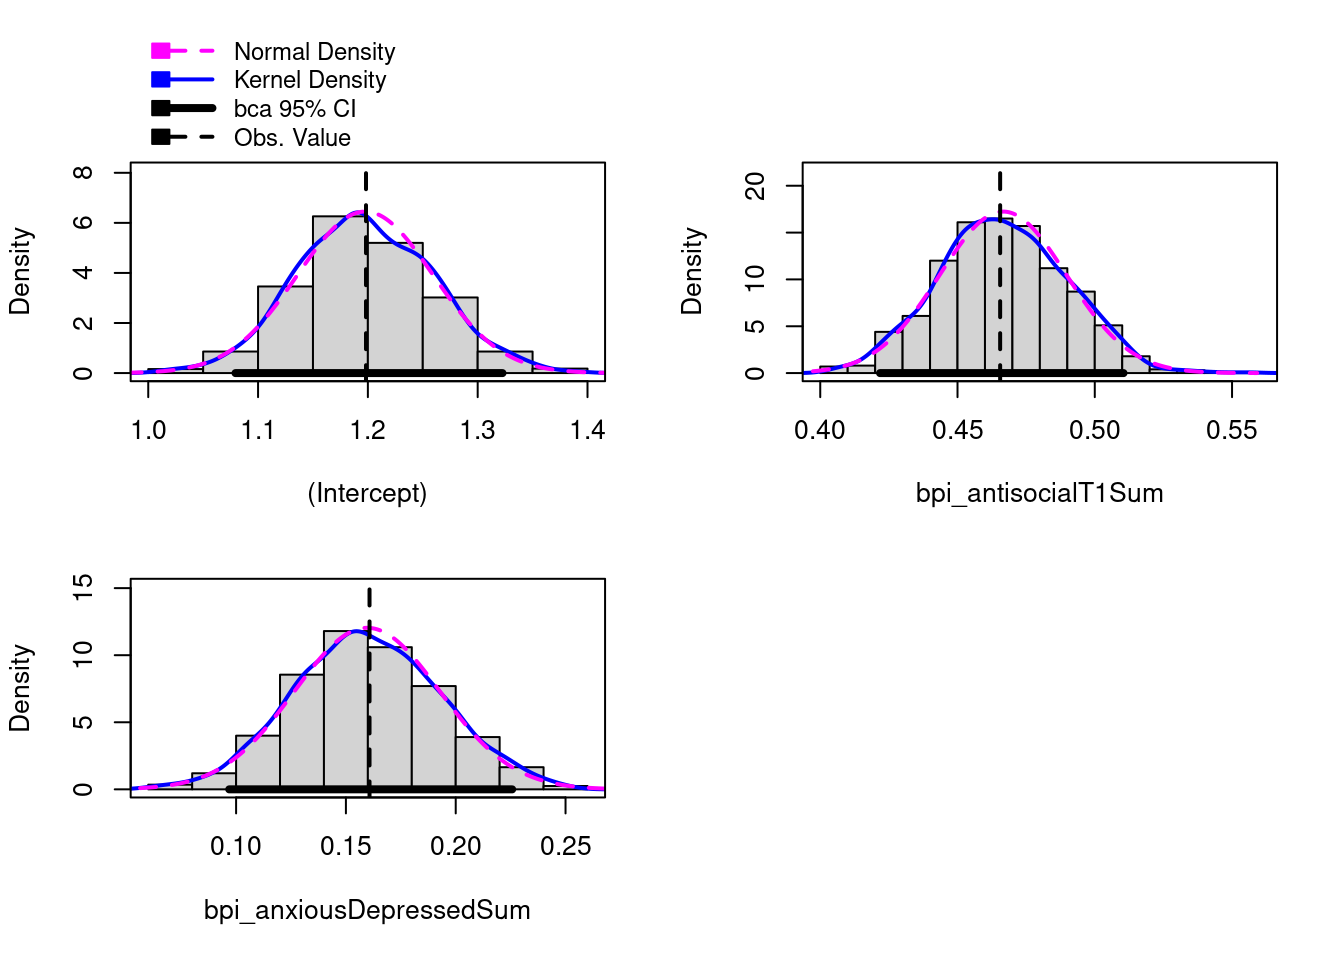 Normal Density
Kernel Density
bca 95% CI
Obs. Value
Density
0 2 4 6 8
1.0 1.1 1.2 1.3 1.4
(Intercept)
Density
0 5 10 20
0.40 0.45 0.50 0.55
bpi_antisocialT1Sum
Density
0 5 10 15
0.10 0.15 0.20 0.25
bpi_anxiousDepressedSum